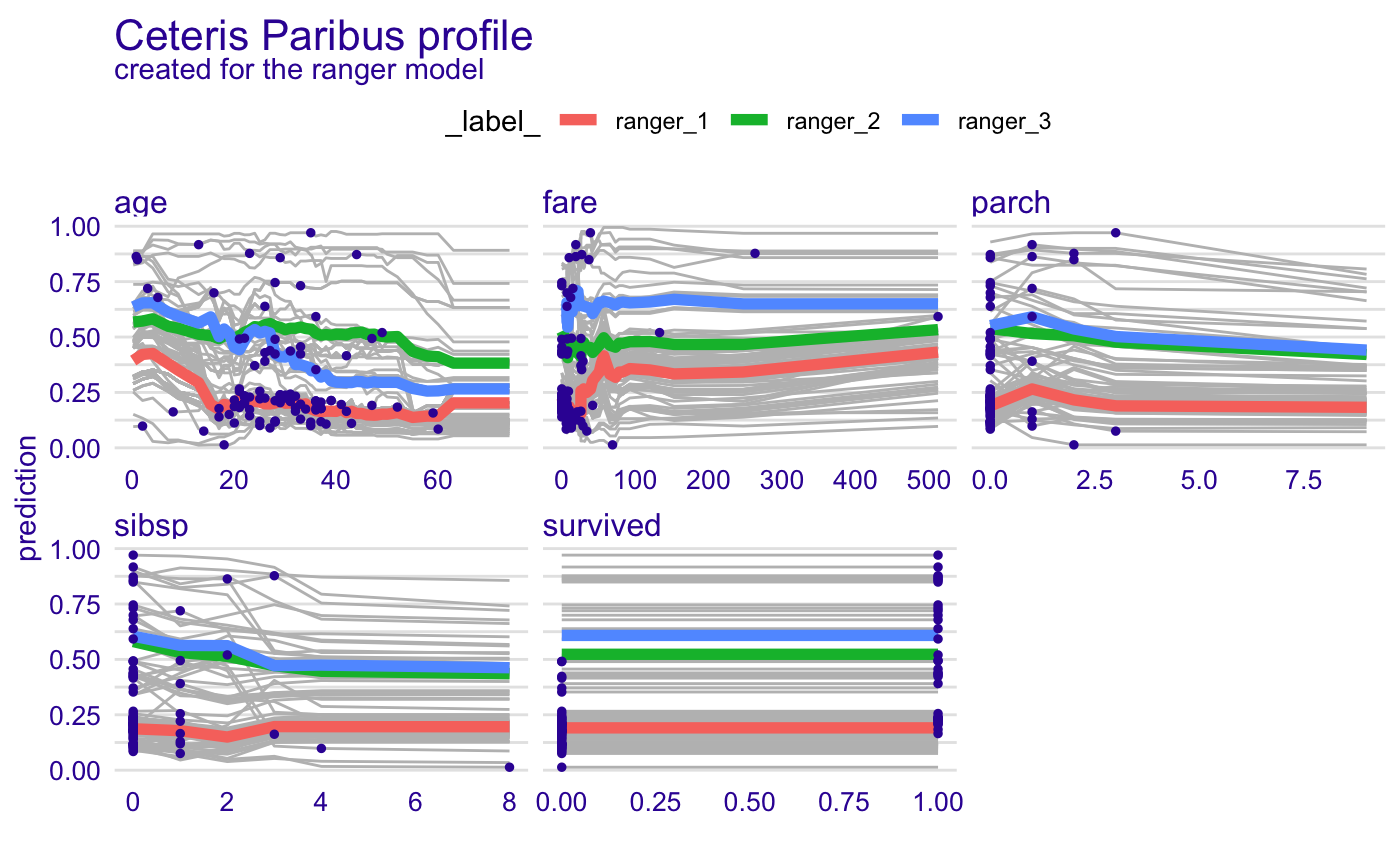 Ceteris Paribus profile
created for the ranger model
_label_ ranger_1 ranger_2 ranger_3
age fare parch
1.00
0.75
0.50
0.25
0.00
0 20 40 60 0 100 200 300 400 500 0.0 2.5 5.0 7.5
prediction
sibsp survived
1.00
0.75
0.50
0.25
0.00
0 2 4 6 8 0.00 0.25 0.50 0.75 1.00